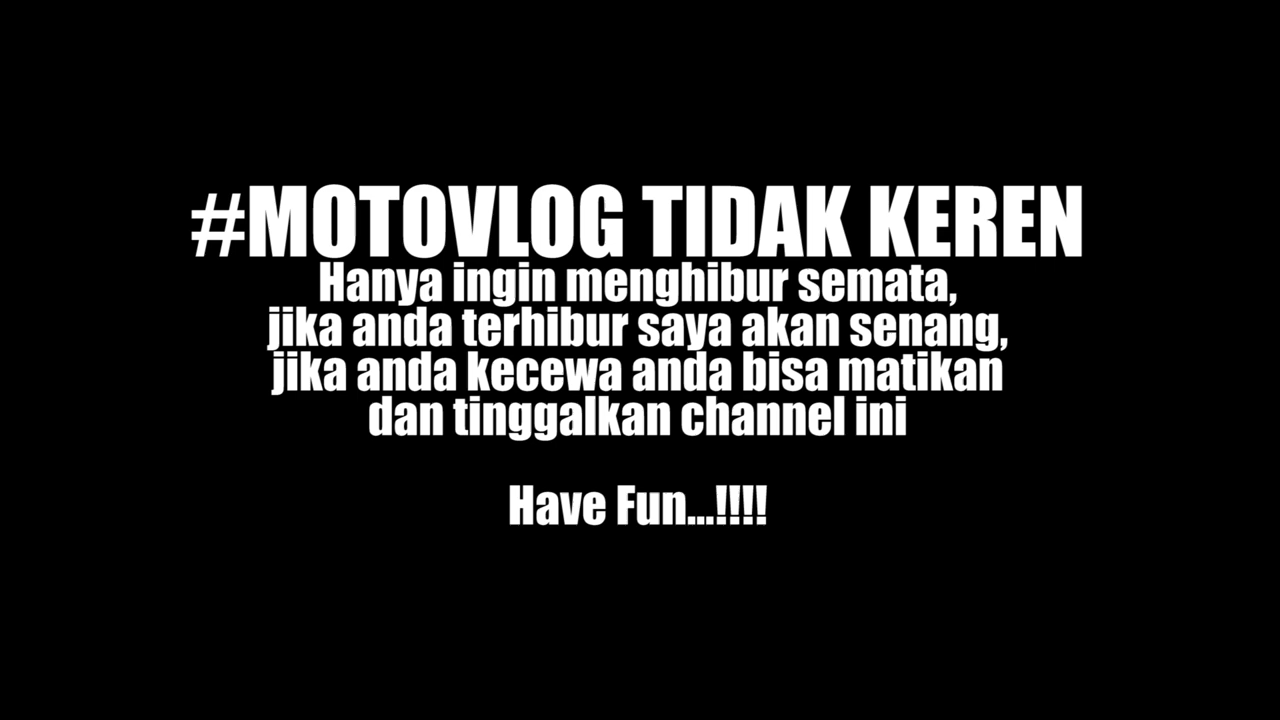 #MOTOVLOG TIDAK KEREN
Hanya ingin menghibur semata,
jika anda terhibur saya akan senang,
jika anda kecewa anda bisa matikan
dan tinggalkan channel ini
Have Fun...!!!!